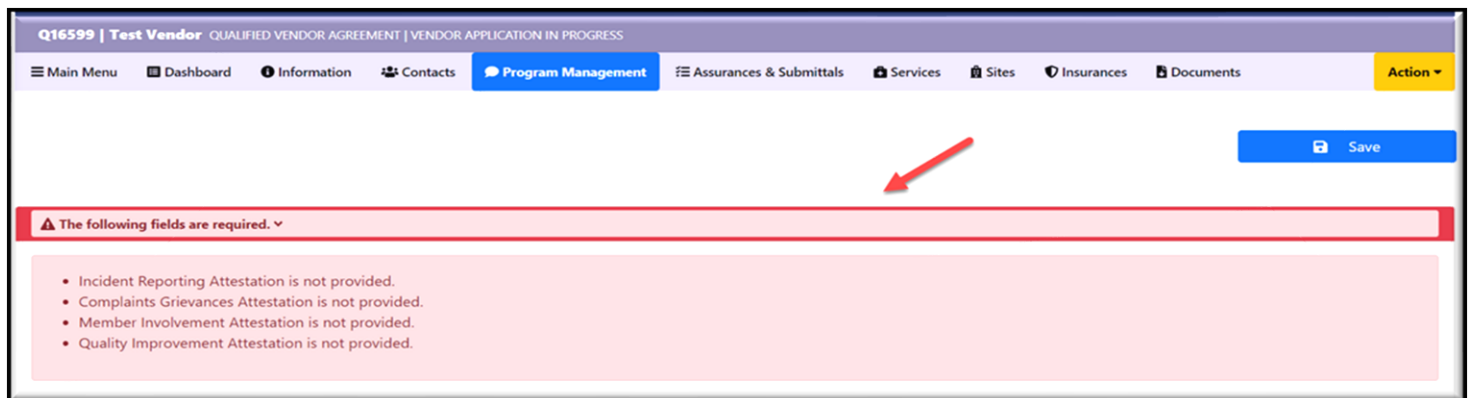 Q16599 | Test Vendor QUALIFIED VENDOR AGREEMENT | VENDOR APPLICATION IN PROGRESS
Main Menu Dashboard Information Contacts Program Management Assurances & Submittals Services Sites Insurances Documents Action
Save
The following fields are required.
• Incident Reporting Attestation is not provided.
• Complaints Grievances Attestation is not provided.
• Member Involvement Attestation is not provided.
• Quality Improvement Attestation is not provided.